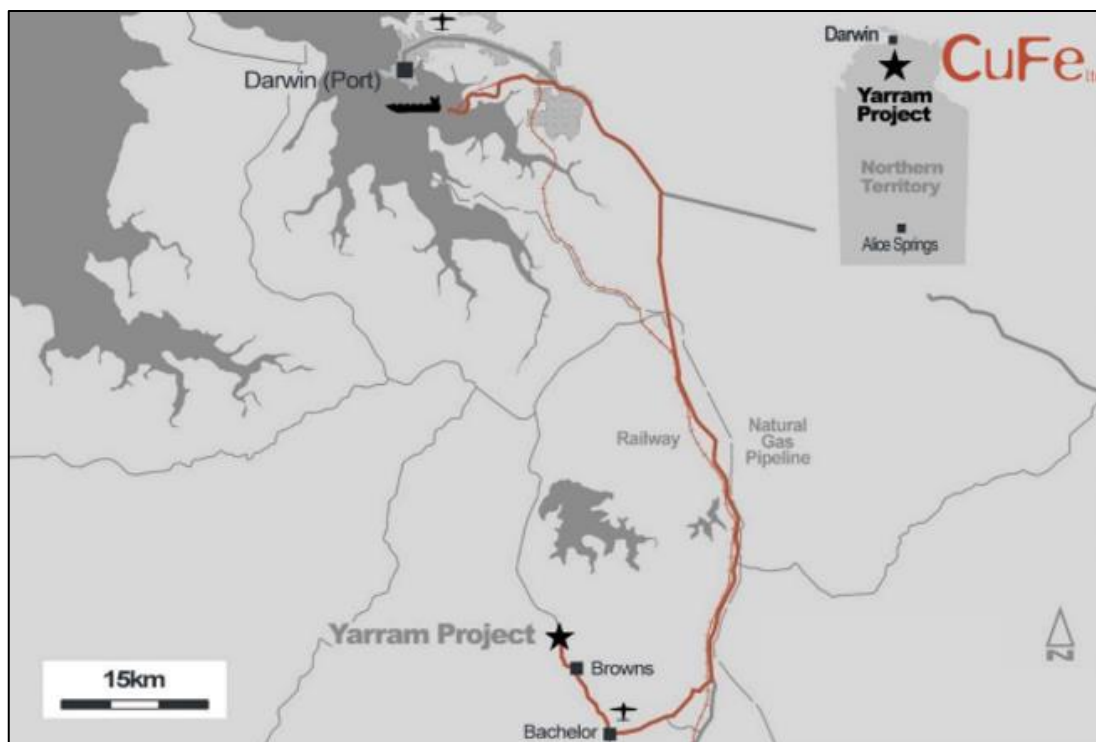 Darwin (Port)
Darwin
CuFe ltd
Yarram
Project
Northern
Territory
Alice Springs
Railway
Natural
Gas
Pipeline
Yarram Project
Browns
Bachelor
15km
N